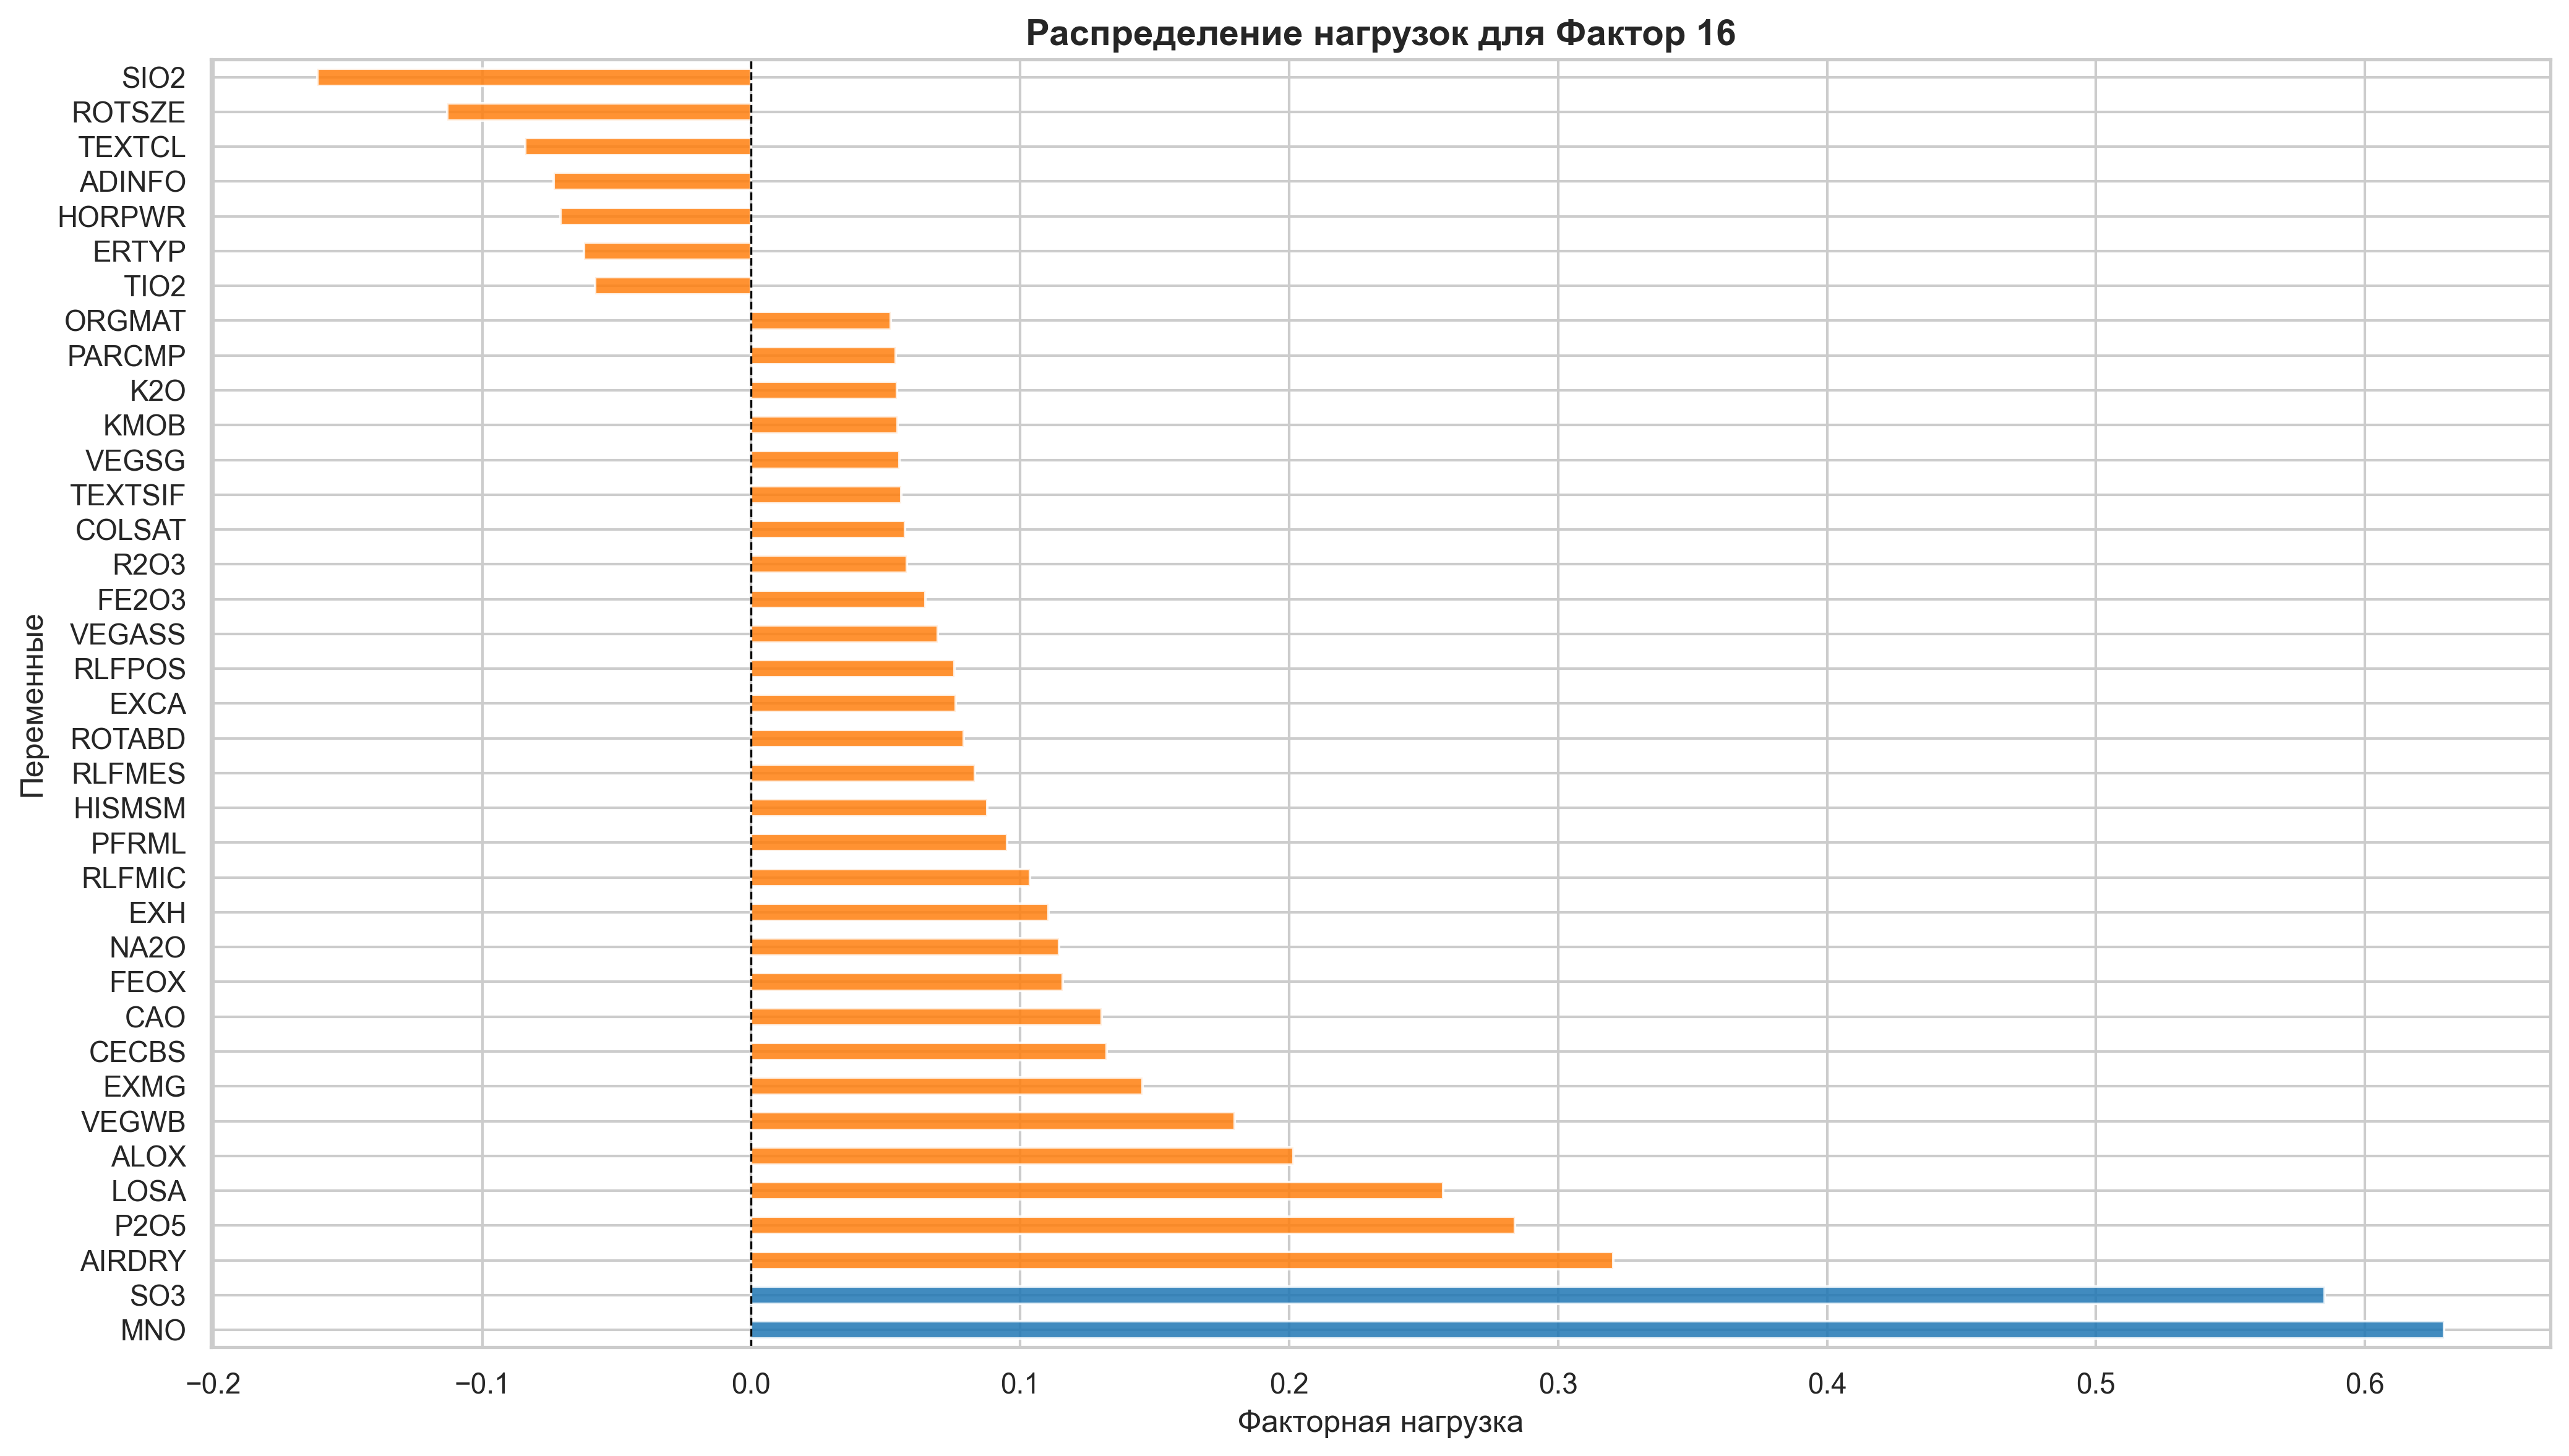 Распределение нагрузок для Фактор 16
SIO2
ROTSZE
TEXTCL
ADINFO
HORPWR
ERTYP
TIO2
ORGMAT
PARCMP
K2O
KMOB
VEGSG
TEXTSIF
COLSAT
R2O3
FE2O3
VEGASS
RLFPOS
EXCA
ROTABD
RLFMES
HISMSM
PFRML
RLFMIC
EXH
NA2O
FEOX
CAO
CECBS
EXMG
VEGWB
ALOX
LOSA
P2O5
AIRDRY
SO3
MNO
Переменные
−0.2 −0.1 0.0 0.1 0.2 0.3 0.4 0.5 0.6
Факторная нагрузка